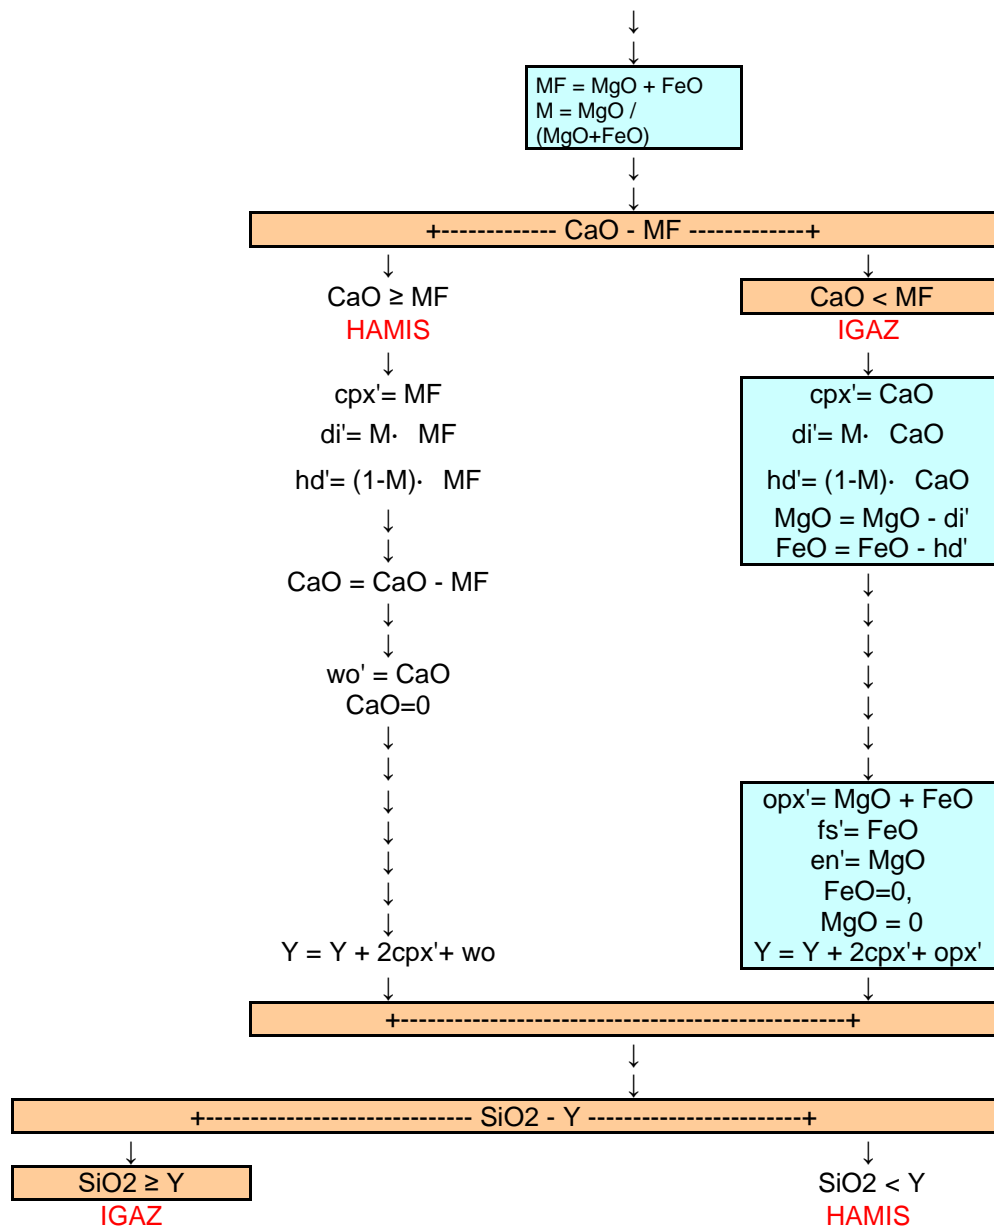 ↓
↓
MF = MgO + FeO
M = MgO /
(MgO+FeO)
↓
↓
+------------- CaO - MF -------------+
↓
CaO ≥ MF
HAMIS
↓
cpx'= MF
di'= M· MF
hd'= (1-M)· MF
↓
↓
CaO = CaO - MF
↓
↓
wo' = CaO
CaO=0
↓
↓
↓
↓
↓
↓
↓
Y = Y + 2cpx'+ wo
↓
↓
CaO < MF
IGAZ
↓
cpx'= CaO
di'= M· CaO
hd'= (1-M)· CaO
MgO = MgO - di'
FeO = FeO - hd'
↓
↓
↓
↓
↓
↓
↓
opx'= MgO + FeO
fs'= FeO
en'= MgO
FeO=0,
MgO = 0
Y = Y + 2cpx'+ opx'
↓
+--------------------------------------------------+
↓
↓
+------------------------------ SiO2 - Y ------------------------+
↓
SiO2 ≥ Y
IGAZ
↓
SiO2 < Y
HAMIS